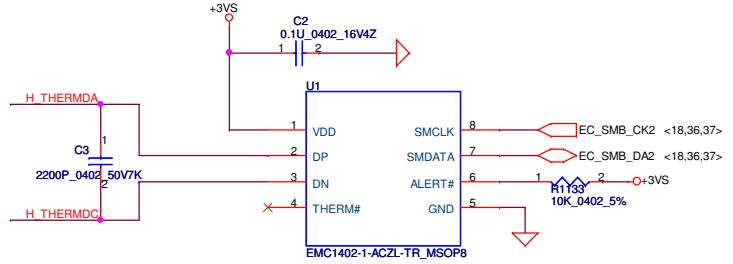 +3VS
C2
0.1U_0402_16V4Z
1 2
U1
H_THERMDA
1 VDD SMCLK 8 EC_SMB_CK2 <18,36,37>
C3
1
2200P_0402_50V7K
2
2 DP SMDATA 7 EC_SMB_DA2 <18,36,37>
3 DN ALERT# 6 1 2 +3VS
R1133
10K_0402_5%
H_THERMDC
4 THERM# GND 5
EMC1402-1-ACZL-TR_MSOP8